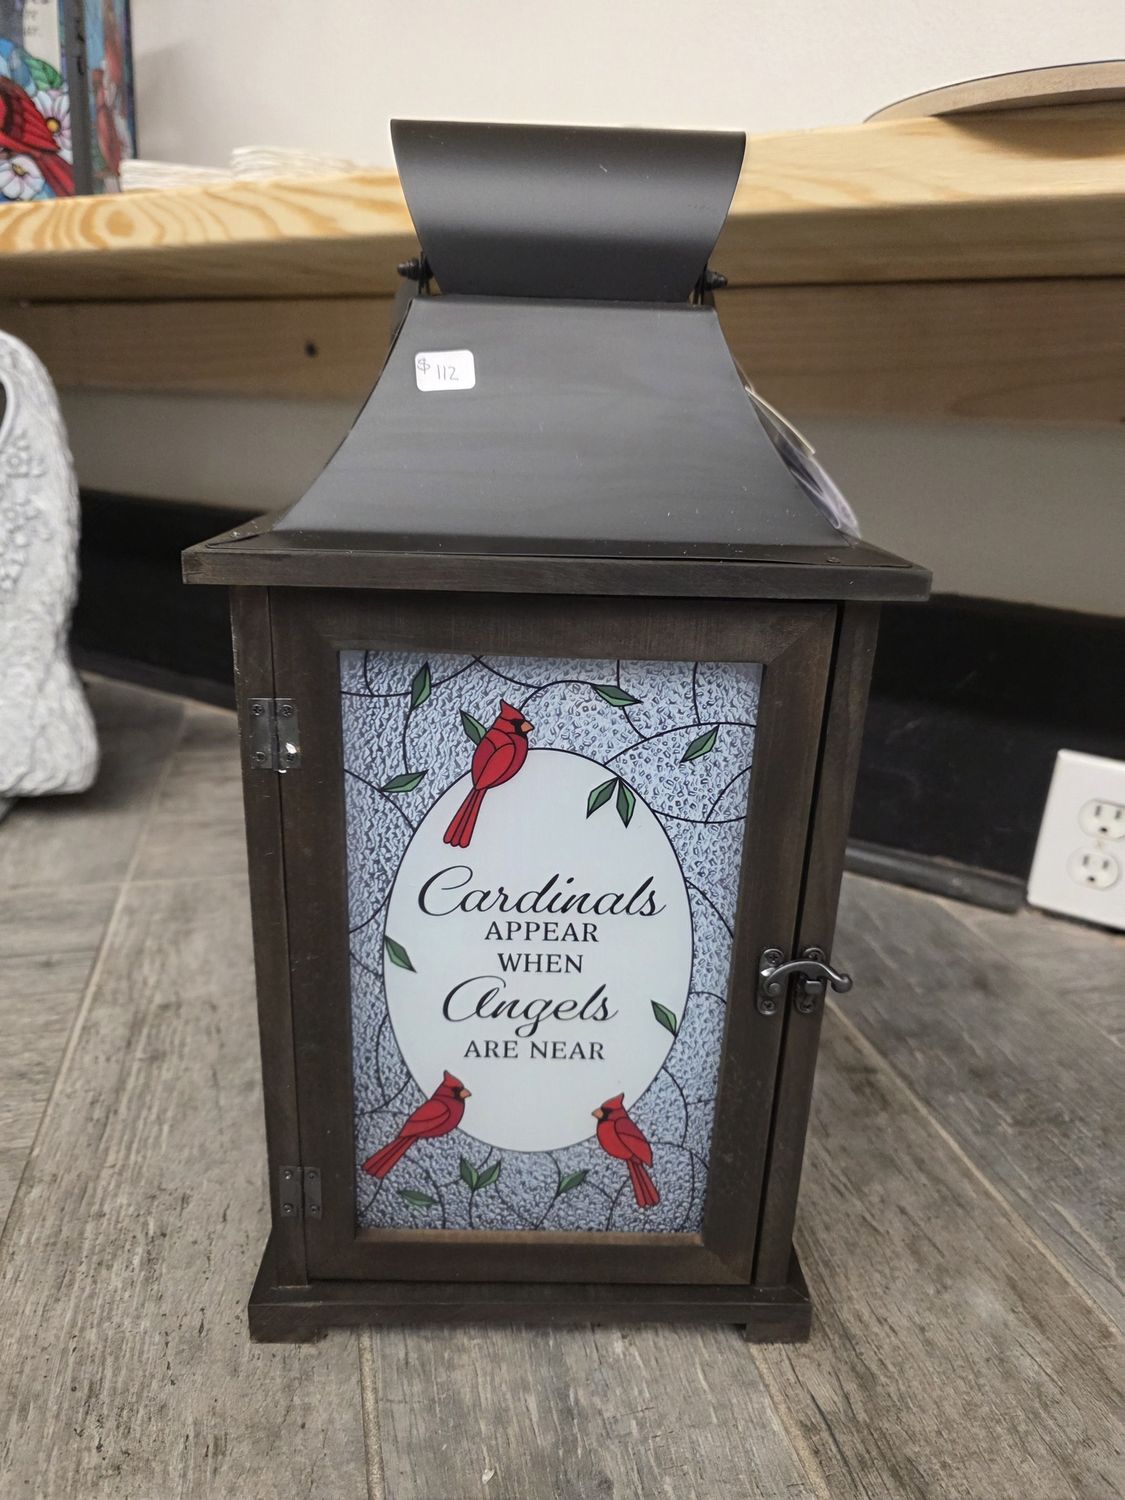 $ 112
Cardinals
APPEAR
WHEN
Angels
ARE NEAR